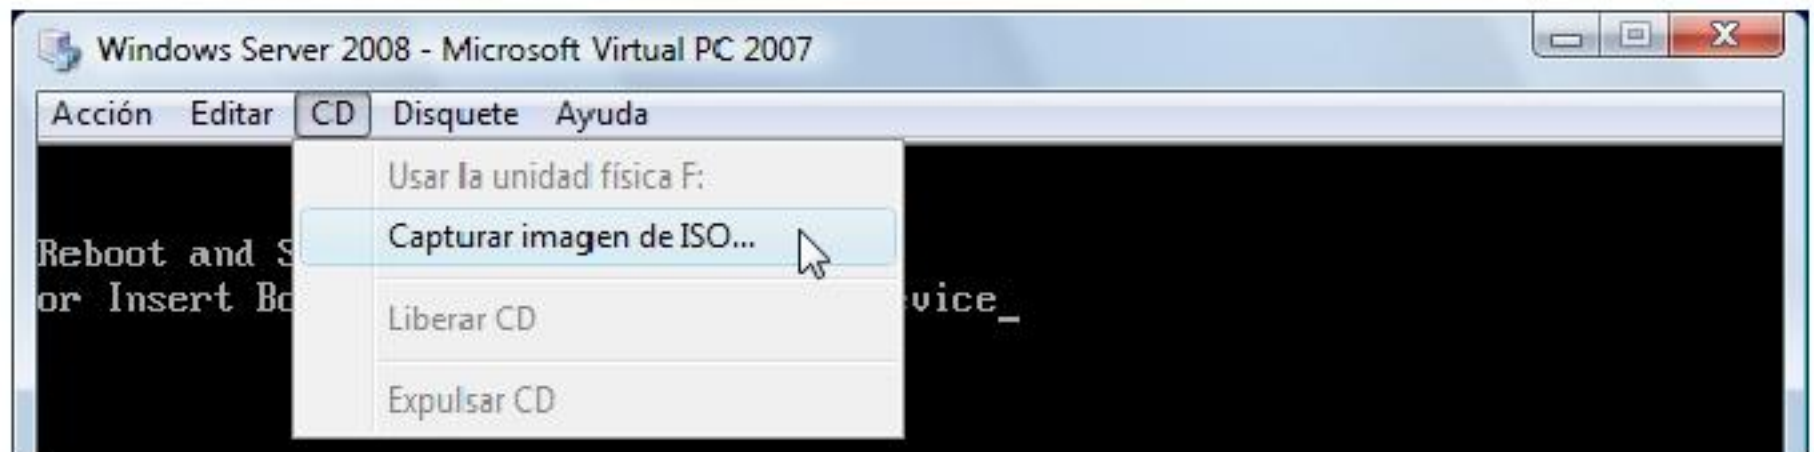 Windows Server 2008 - Microsoft Virtual PC 2007
Acción Editar CD Disquete Ayuda
Usar la unidad física F:
Capturar imagen de ISO...
Reboot and S
or Insert Bo vice_
Liberar CD
Expulsar CD